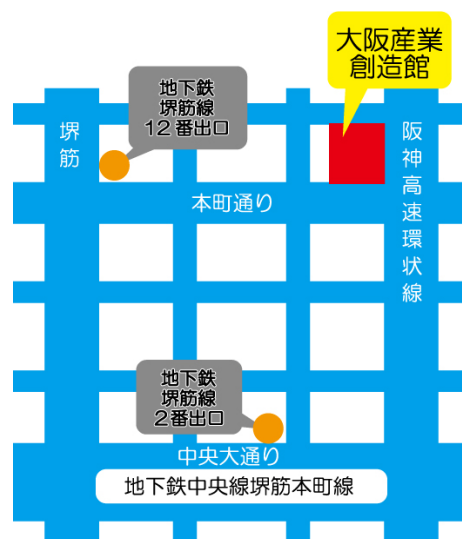 大阪産業
創造館
地下鉄
堺筋線
12番出口
堺筋
阪神高速環状線
本町通り
地下鉄
堺筋線
2番出口
中央大通り
地下鉄中央線堺筋本町線